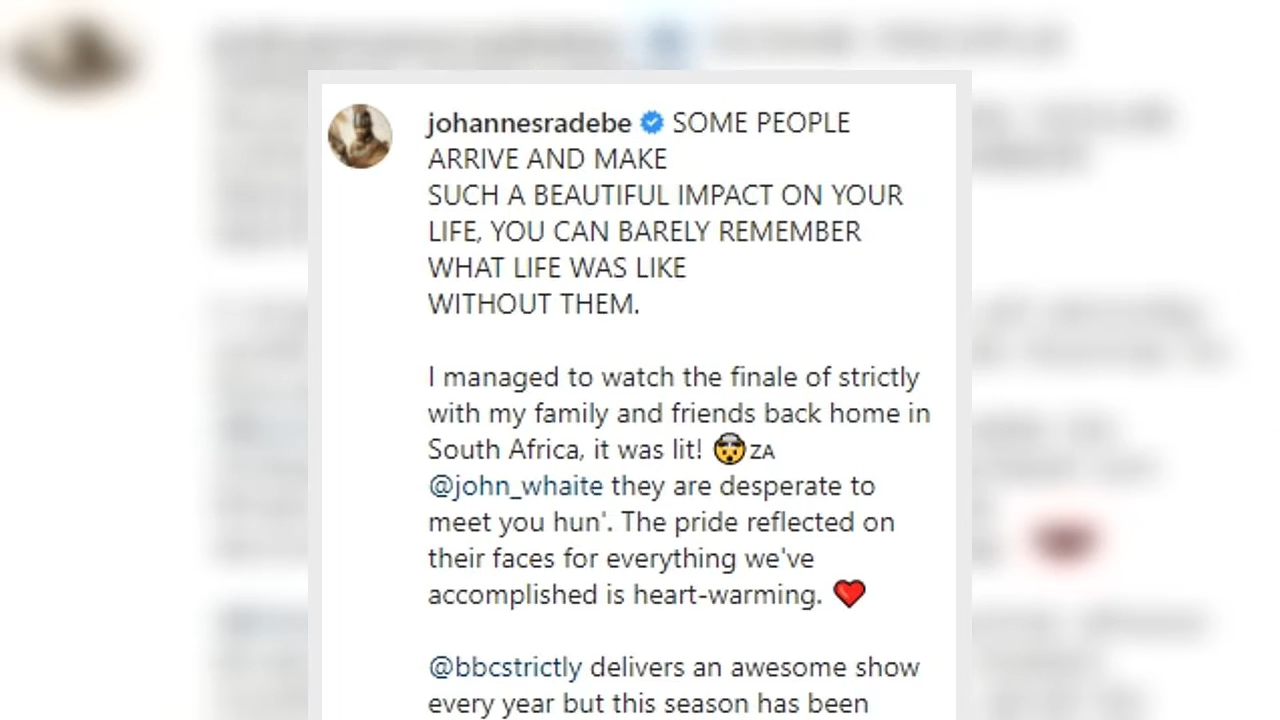 johannesradebe SOME PEOPLE
ARRIVE AND MAKE
SUCH A BEAUTIFUL IMPACT ON YOUR
LIFE, YOU CAN BARELY REMEMBER
WHAT LIFE WAS LIKE
WITHOUT THEM.
I managed to watch the finale of strictly
with my family and friends back home in
South Africa, it was lit! 🤯ZA
@john_whaite they are desperate to
meet you hun'. The pride reflected on
their faces for everything we've
accomplished is heart-warming. ❤️
@bbcstrictly delivers an awesome show
every year but this season has been